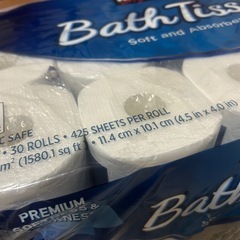 Bath Tiss
Soft and Absorbe
C SAFE
• 30 ROLLS • 425 SHEETS PER ROLL
m² (1580.1 sq ft) • 11.4 cm x 10.1 cm (4.5 in x 4.0 in)
PREMIUM
Bath